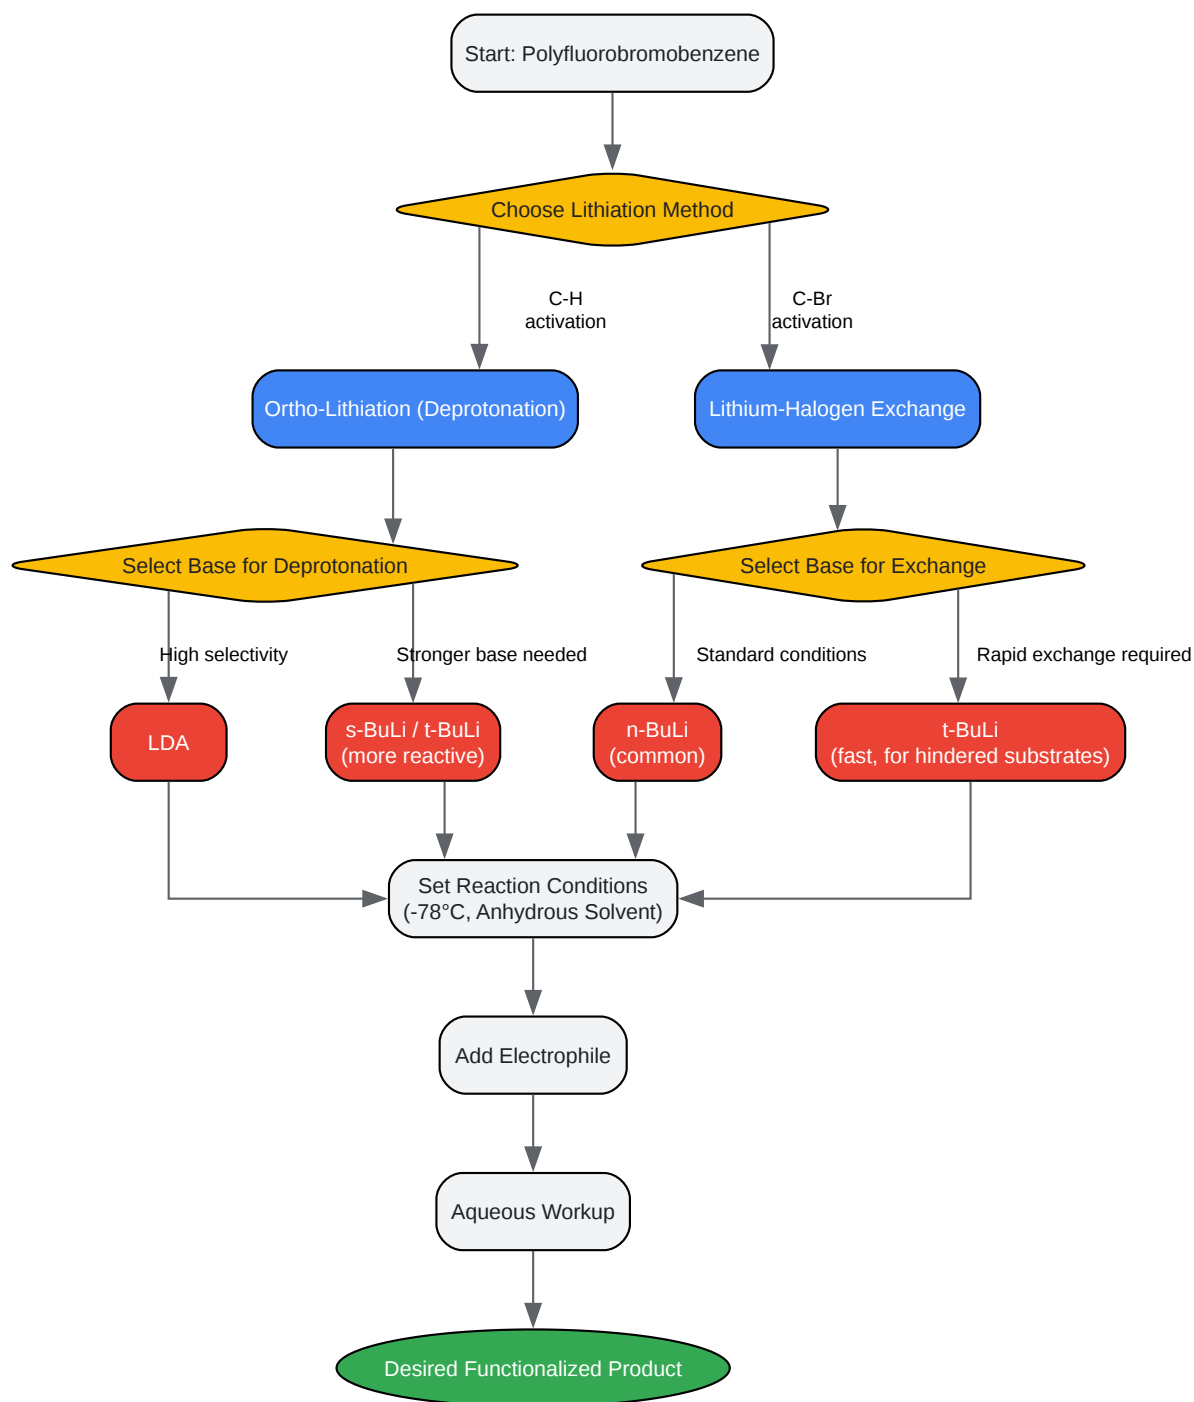 Start: Polyfluorobromobenzene
Choose Lithiation Method
C-H
activation
C-Br
activation
Ortho-Lithiation (Deprotonation)
Lithium-Halogen Exchange
Select Base for Deprotonation
Select Base for Exchange
High selectivity
Stronger base needed
Standard conditions
Rapid exchange required
LDA
s-BuLi / t-BuLi
(more reactive)
n-BuLi
(common)
t-BuLi
(fast, for hindered substrates)
Set Reaction Conditions
(-78°C, Anhydrous Solvent)
Add Electrophile
Aqueous Workup
Desired Functionalized Product